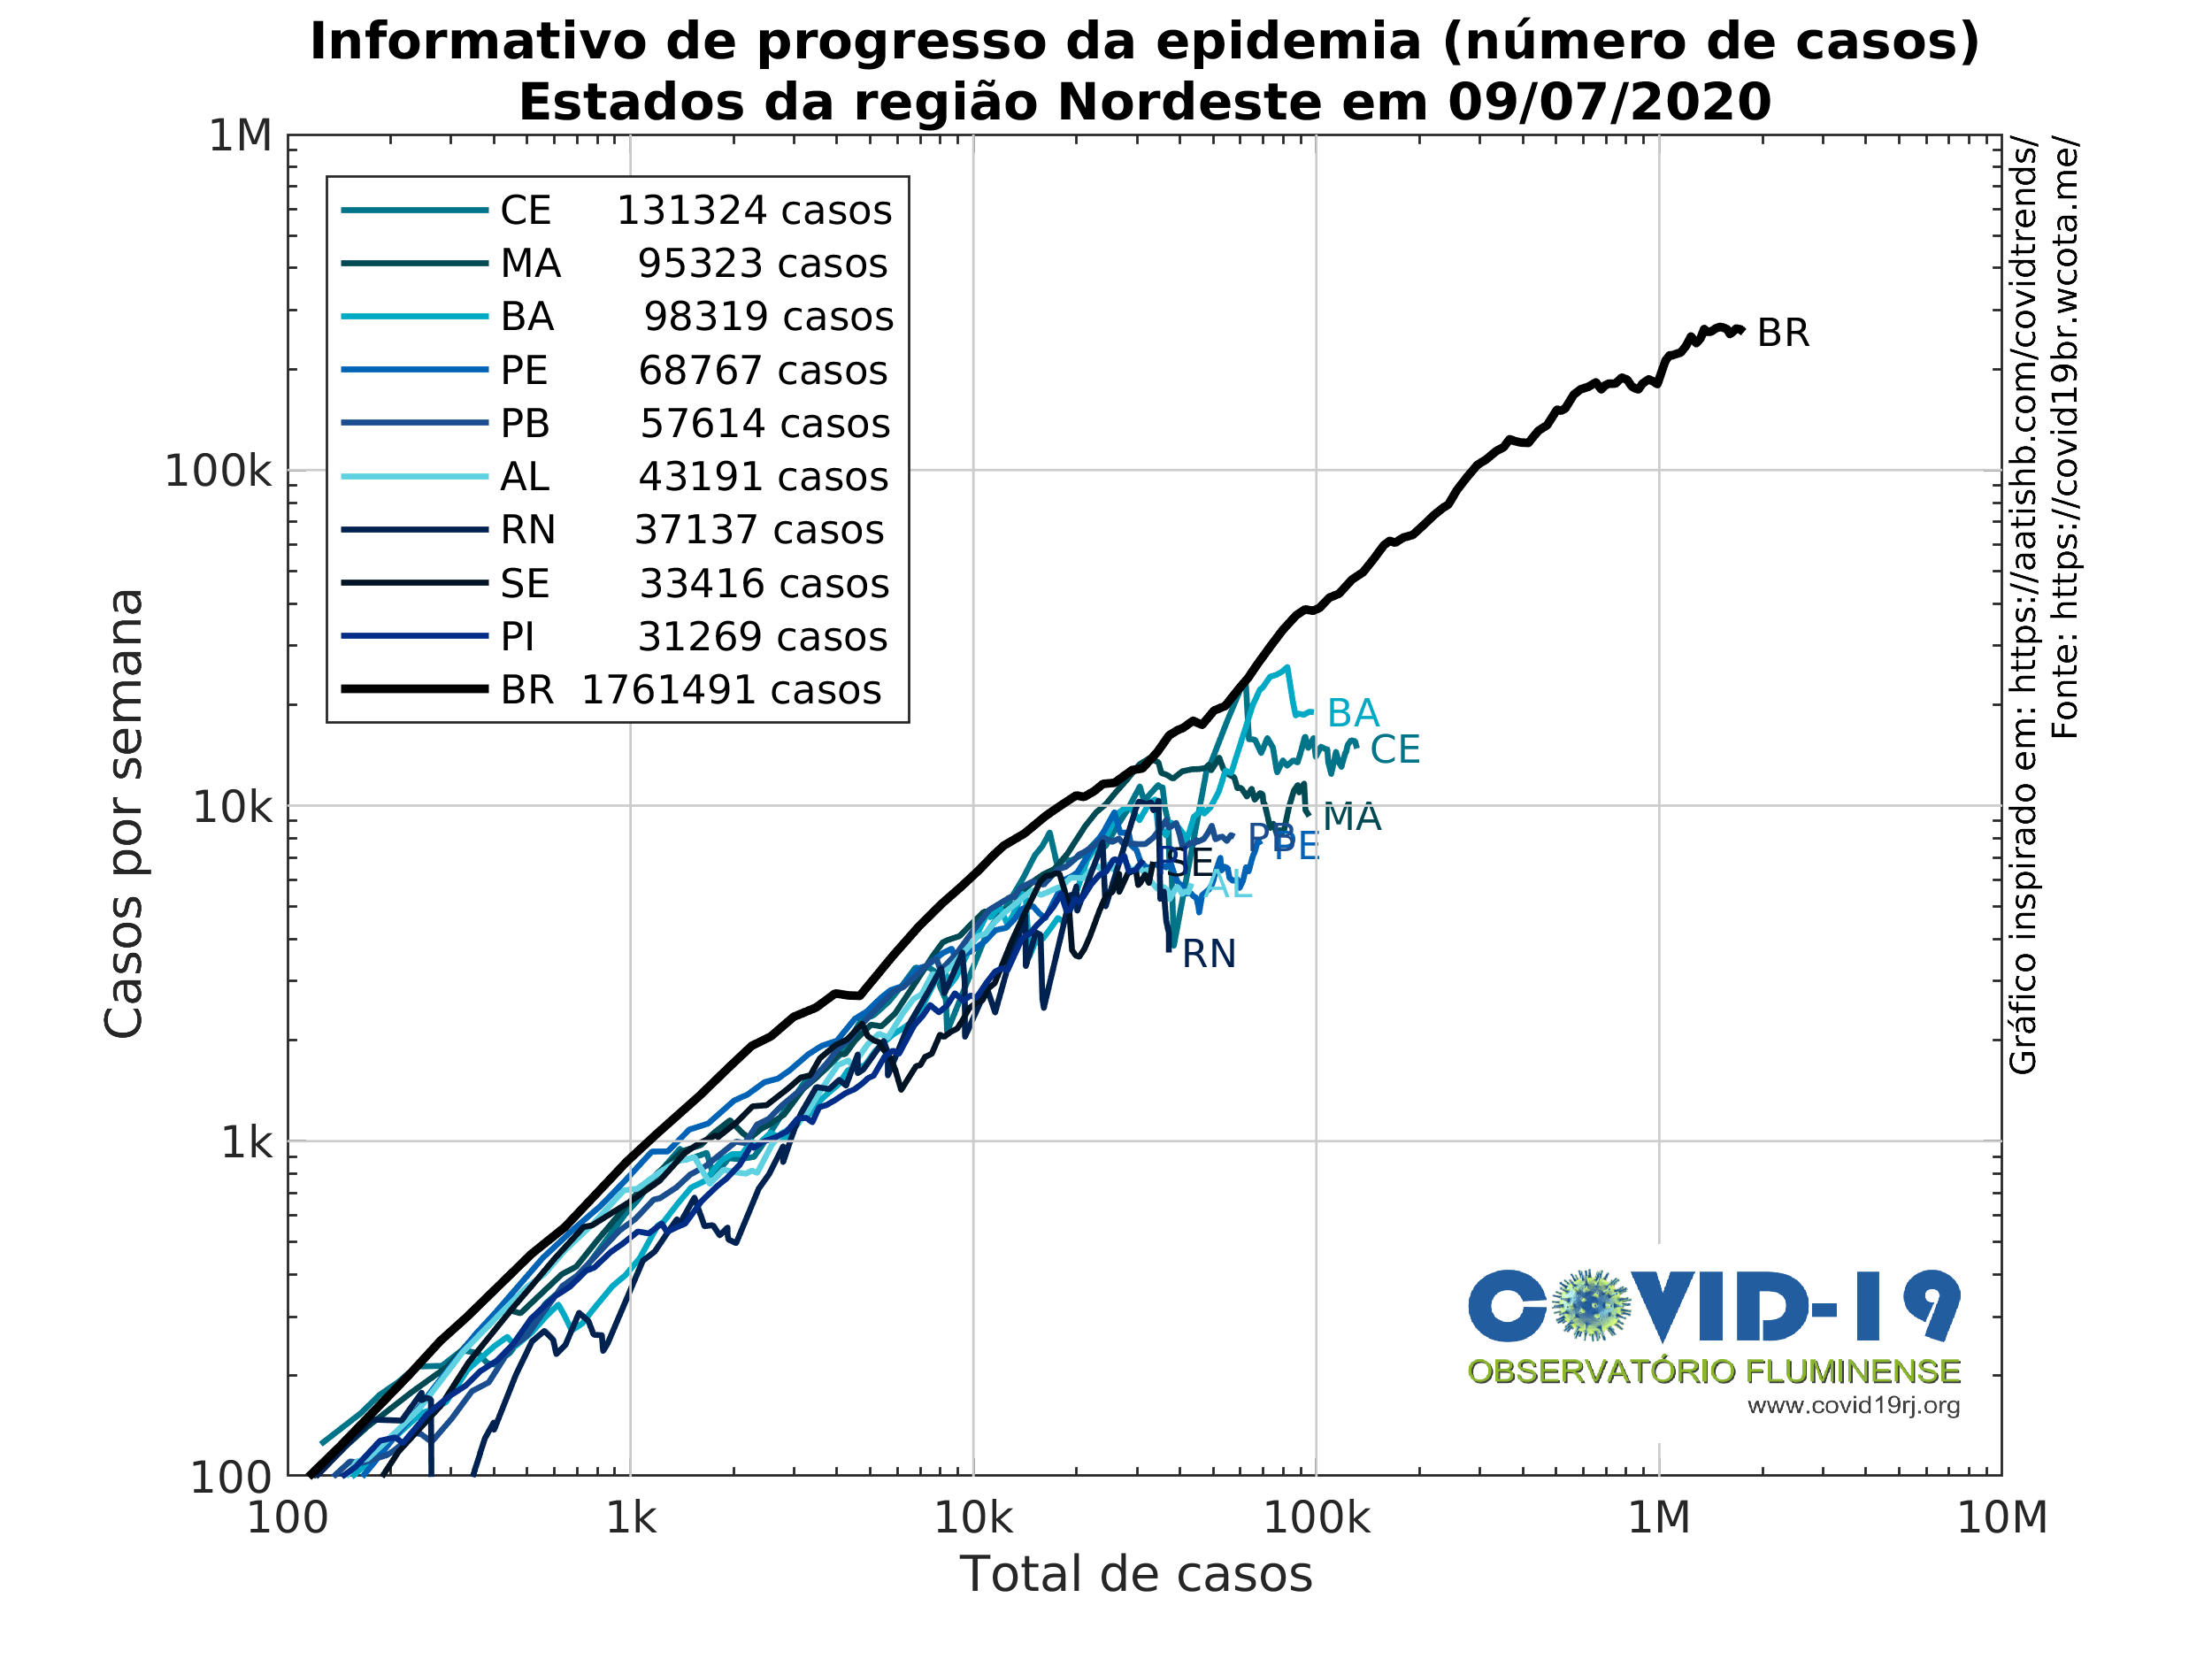 Informativo de progresso da epidemia (número de casos)
Estados da região Nordeste em 09/07/2020
1M
100k
10k
1k
100
Casos por semana
CE 131324 casos
MA 95323 casos
BA 98319 casos
PE 68767 casos
PB 57614 casos
AL 43191 casos
RN 37137 casos
SE 33416 casos
PI 31269 casos
BR 1761491 casos
BR
BA
CE
MA
PB
PE
PI
SE
AL
RN
Gráfico inspirado em: https://aatishb.com/covidtrends/
Fonte: https://covid19br.wcota.me/
COVID-19
OBSERVATÓRIO FLUMINENSE
www.covid19rj.org
100
1k
10k
100k
1M
10M
Total de casos